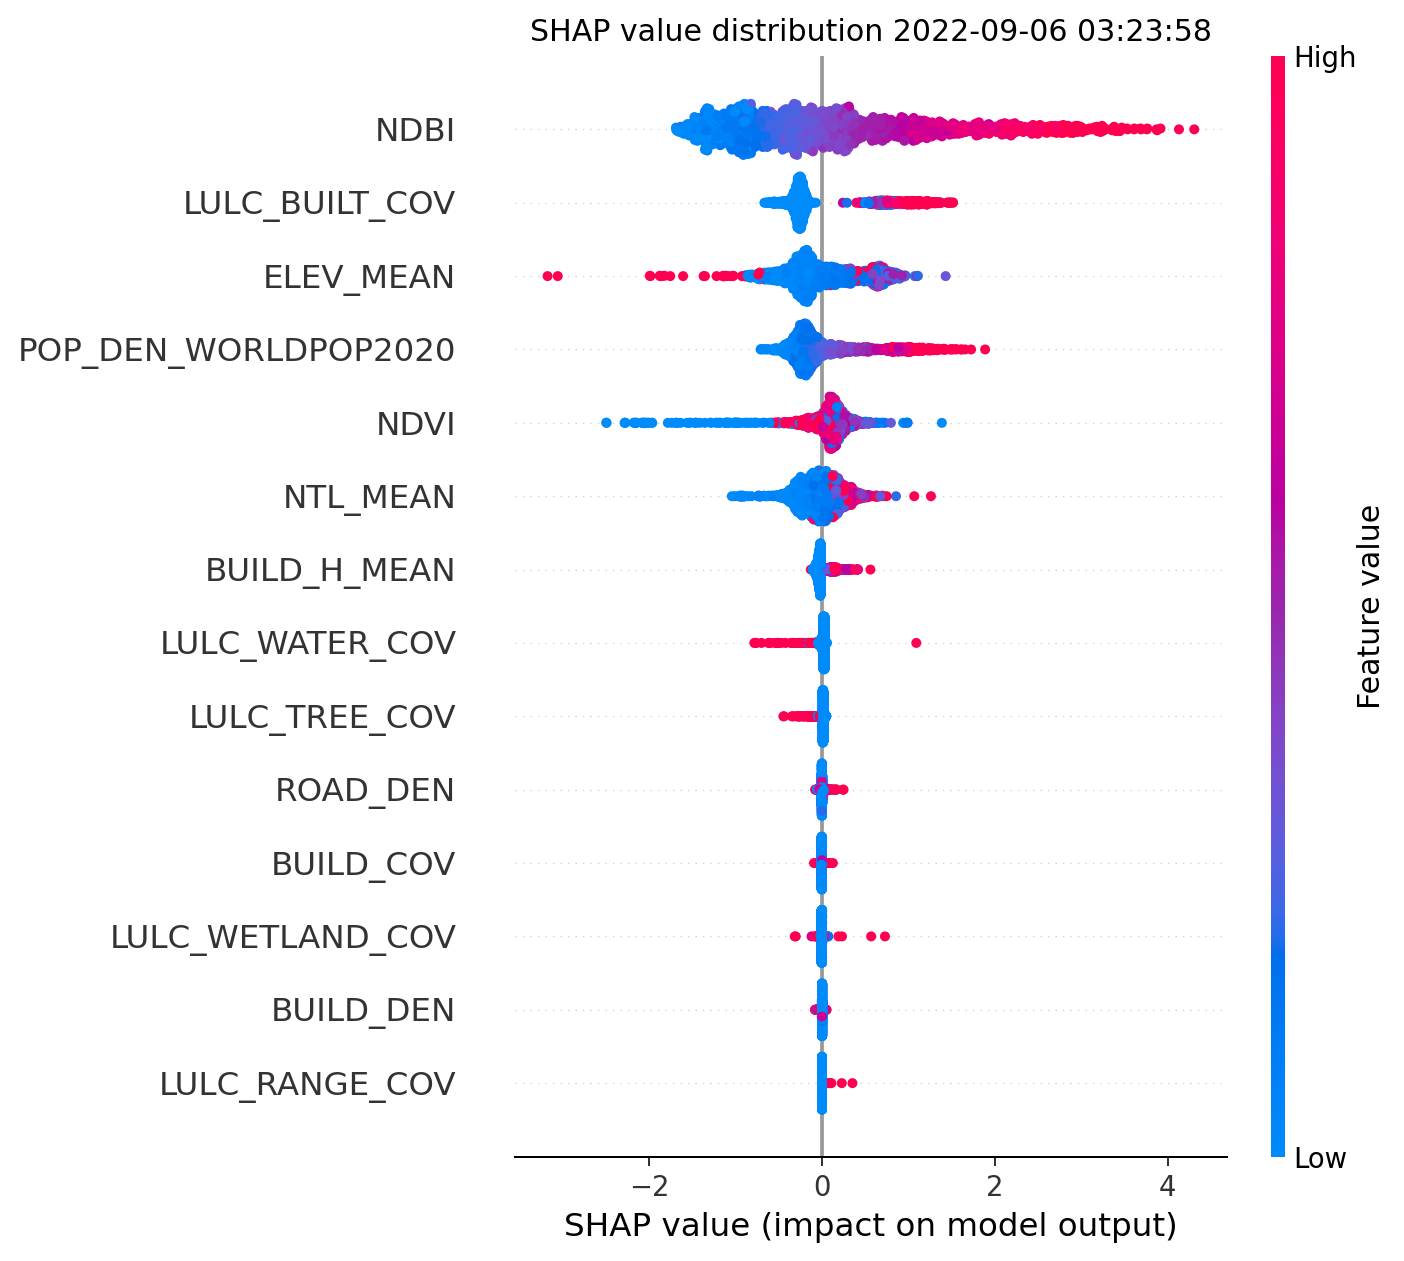 SHAP value distribution 2022-09-06 03:23:58
High
NDBI
LULC_BUILT_COV
ELEV_MEAN
POP_DEN_WORLDPOP2020
NDVI
NTL_MEAN
BUILD_H_MEAN
LULC_WATER_COV
LULC_TREE_COV
ROAD_DEN
BUILD_COV
LULC_WETLAND_COV
BUILD_DEN
LULC_RANGE_COV
Feature value
Low
−2 0 2 4
SHAP value (impact on model output)